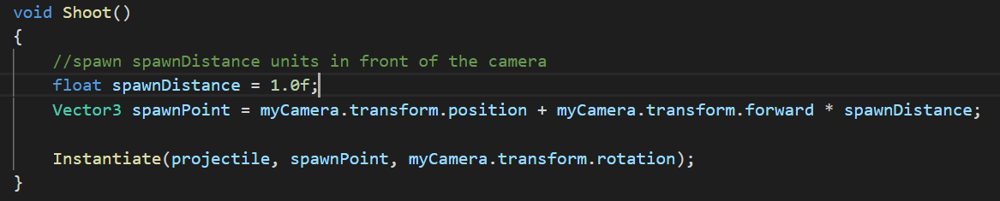 void Shoot()
{
    //spawn spawnDistance units in front of the camera
    float spawnDistance = 1.0f;
    Vector3 spawnPoint = myCamera.transform.position + myCamera.transform.forward * spawnDistance;

    Instantiate(projectile, spawnPoint, myCamera.transform.rotation);
}